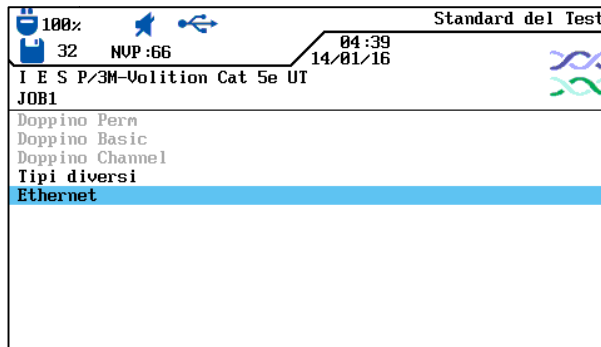 100% Standard del Test
32 NVP:66 04:39
14/01/16
I E S P/3M-Volition Cat 5e UT
JOB1
Doppino Perm
Doppino Basic
Doppino Channel
Tipi diversi
Ethernet